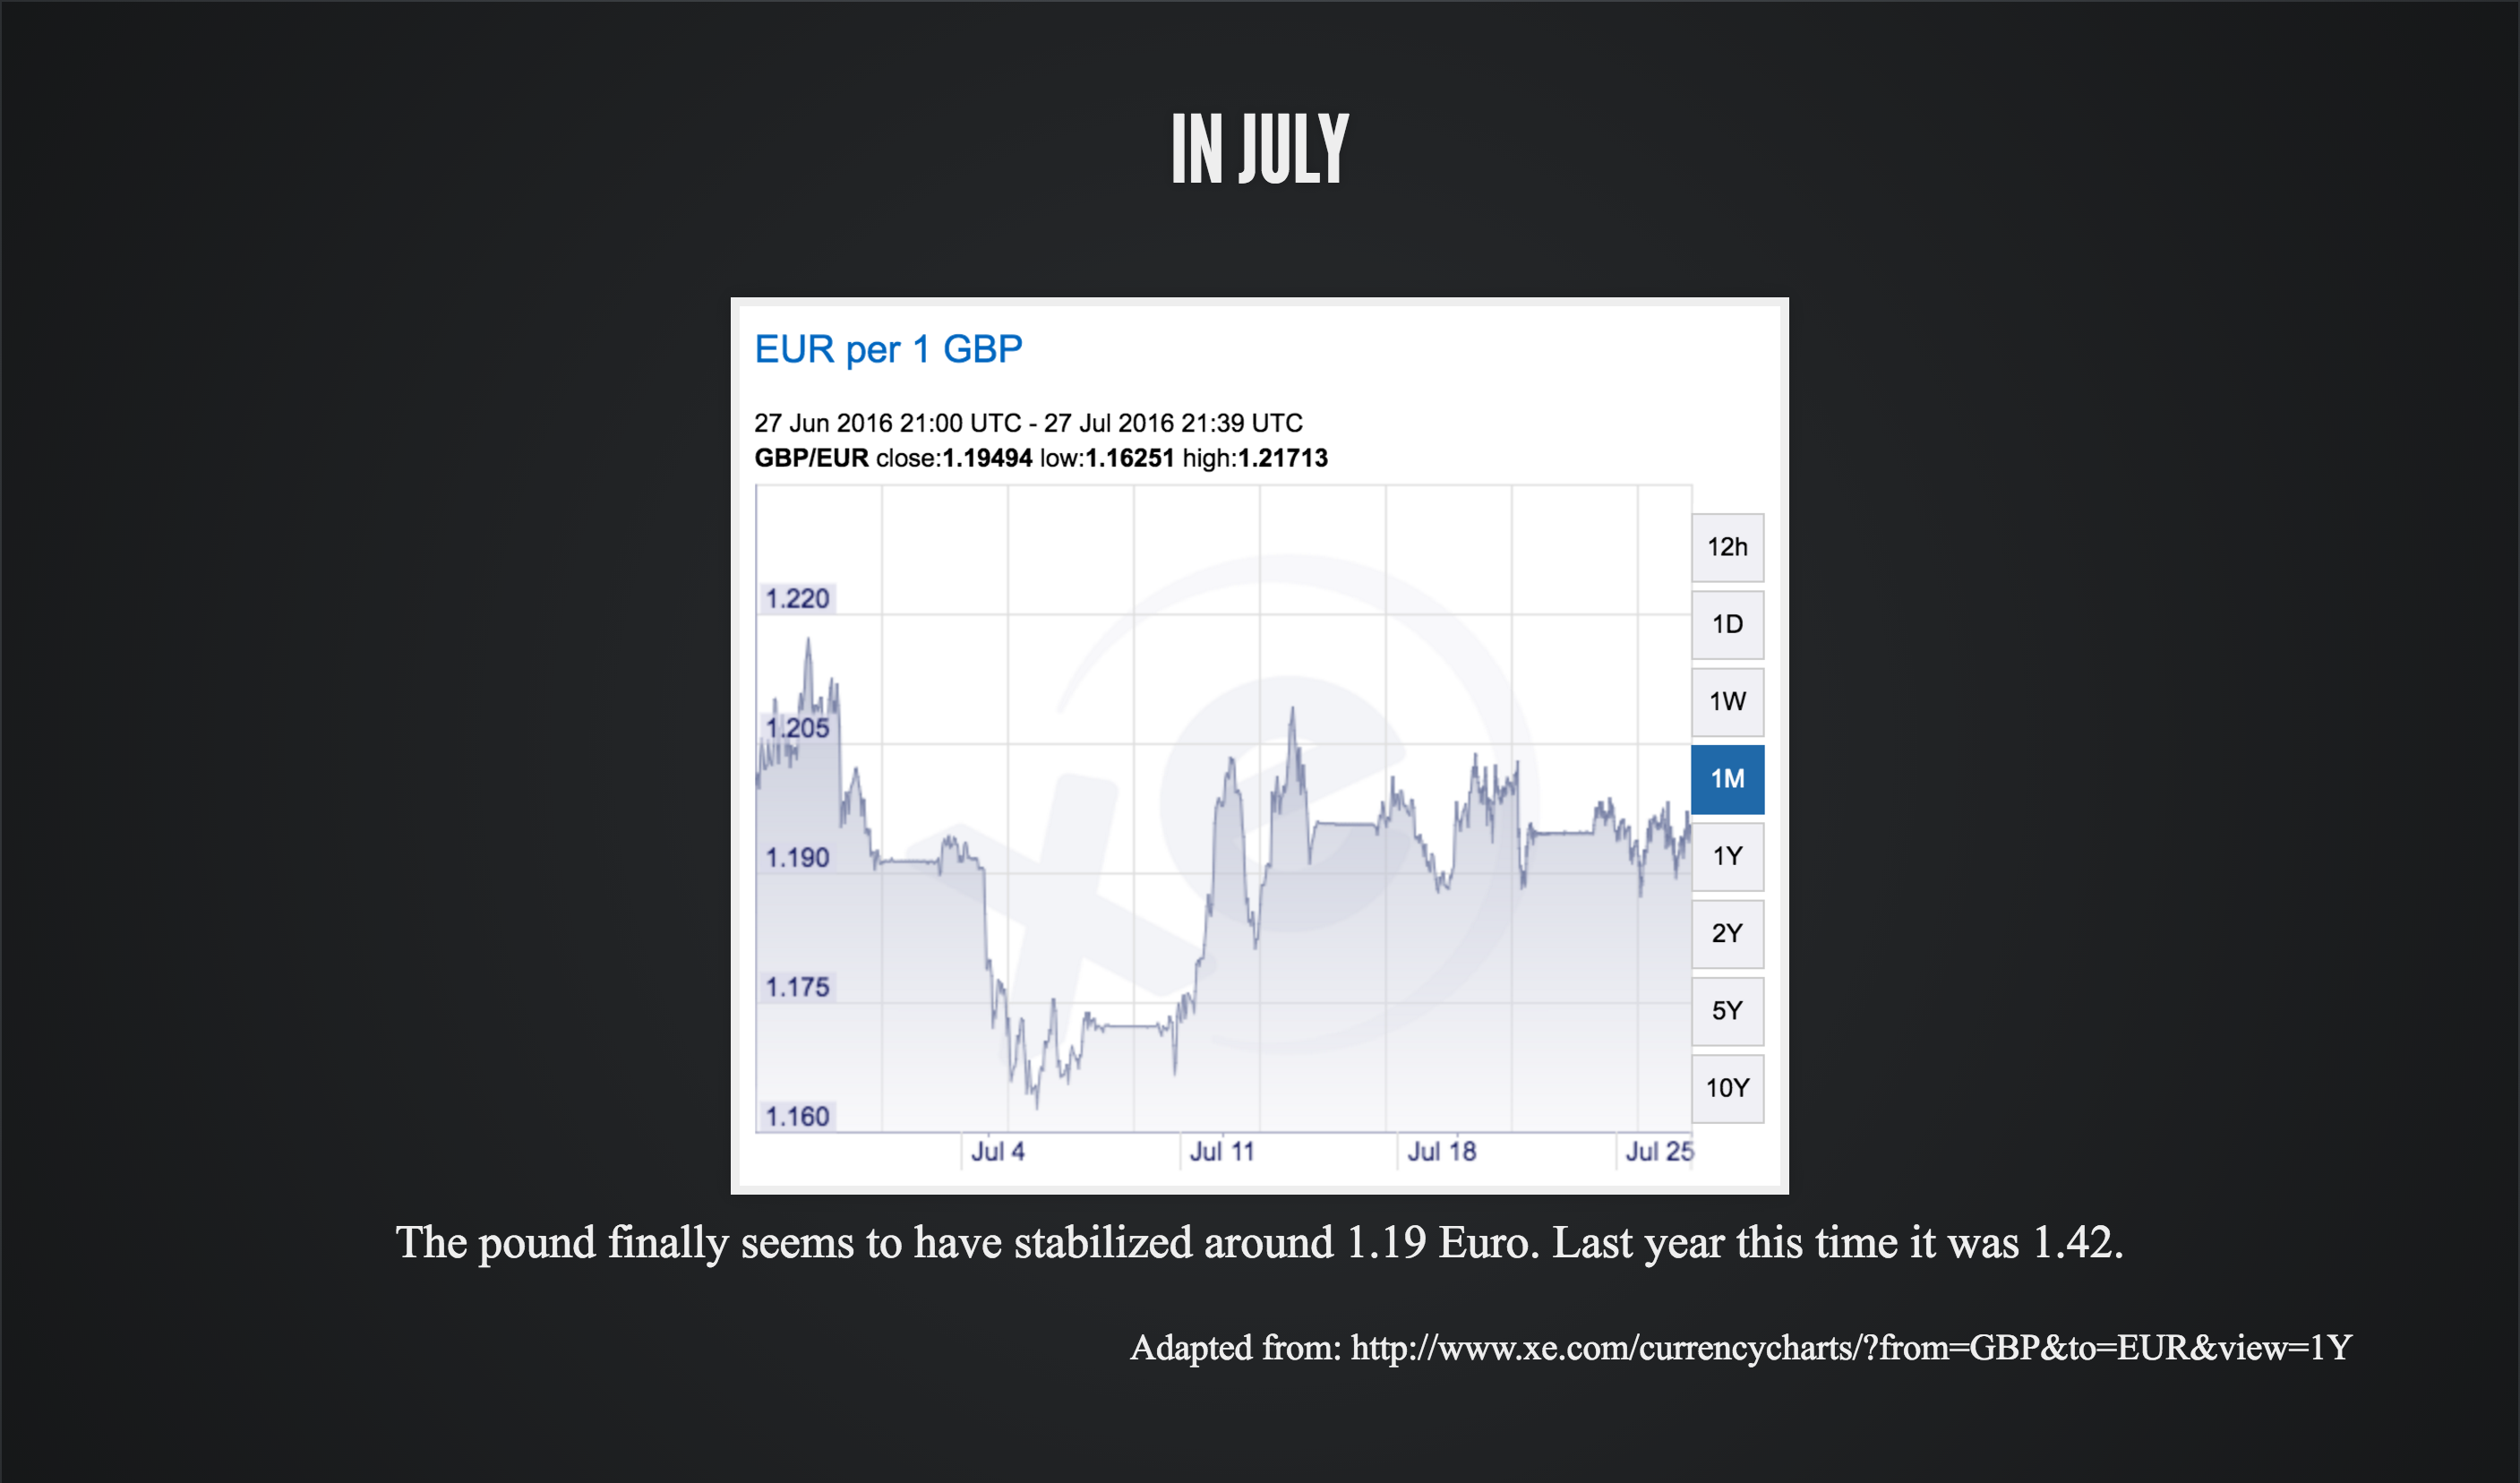 IN JULY
EUR per 1 GBP
27 Jun 2016 21:00 UTC - 27 Jul 2016 21:39 UTC
GBP/EUR close:1.19494 low:1.16251 high:1.21713
1.220
1.205
1.190
1.175
1.160
Jul 4 Jul 11 Jul 18 Jul 25
12h
1D
1W
1M
1Y
2Y
5Y
10Y
xe
The pound finally seems to have stabilized around 1.19 Euro. Last year this time it was 1.42.
Adapted from: http://www.xe.com/currencycharts/?from=GBP&to=EUR&view=1Y